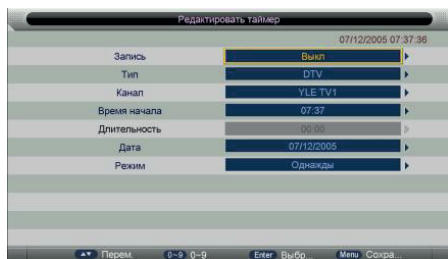 Редактировать таймер
07/12/2005 07:37:36
Запись Выкл
Тип DTV
Канал YLE TV1
Время начала 07:37
Длительность 00:00
Дата 07/12/2005
Режим Однажды
Перем. 0~9 0~9 Enter Выбр... Menu Сохра...